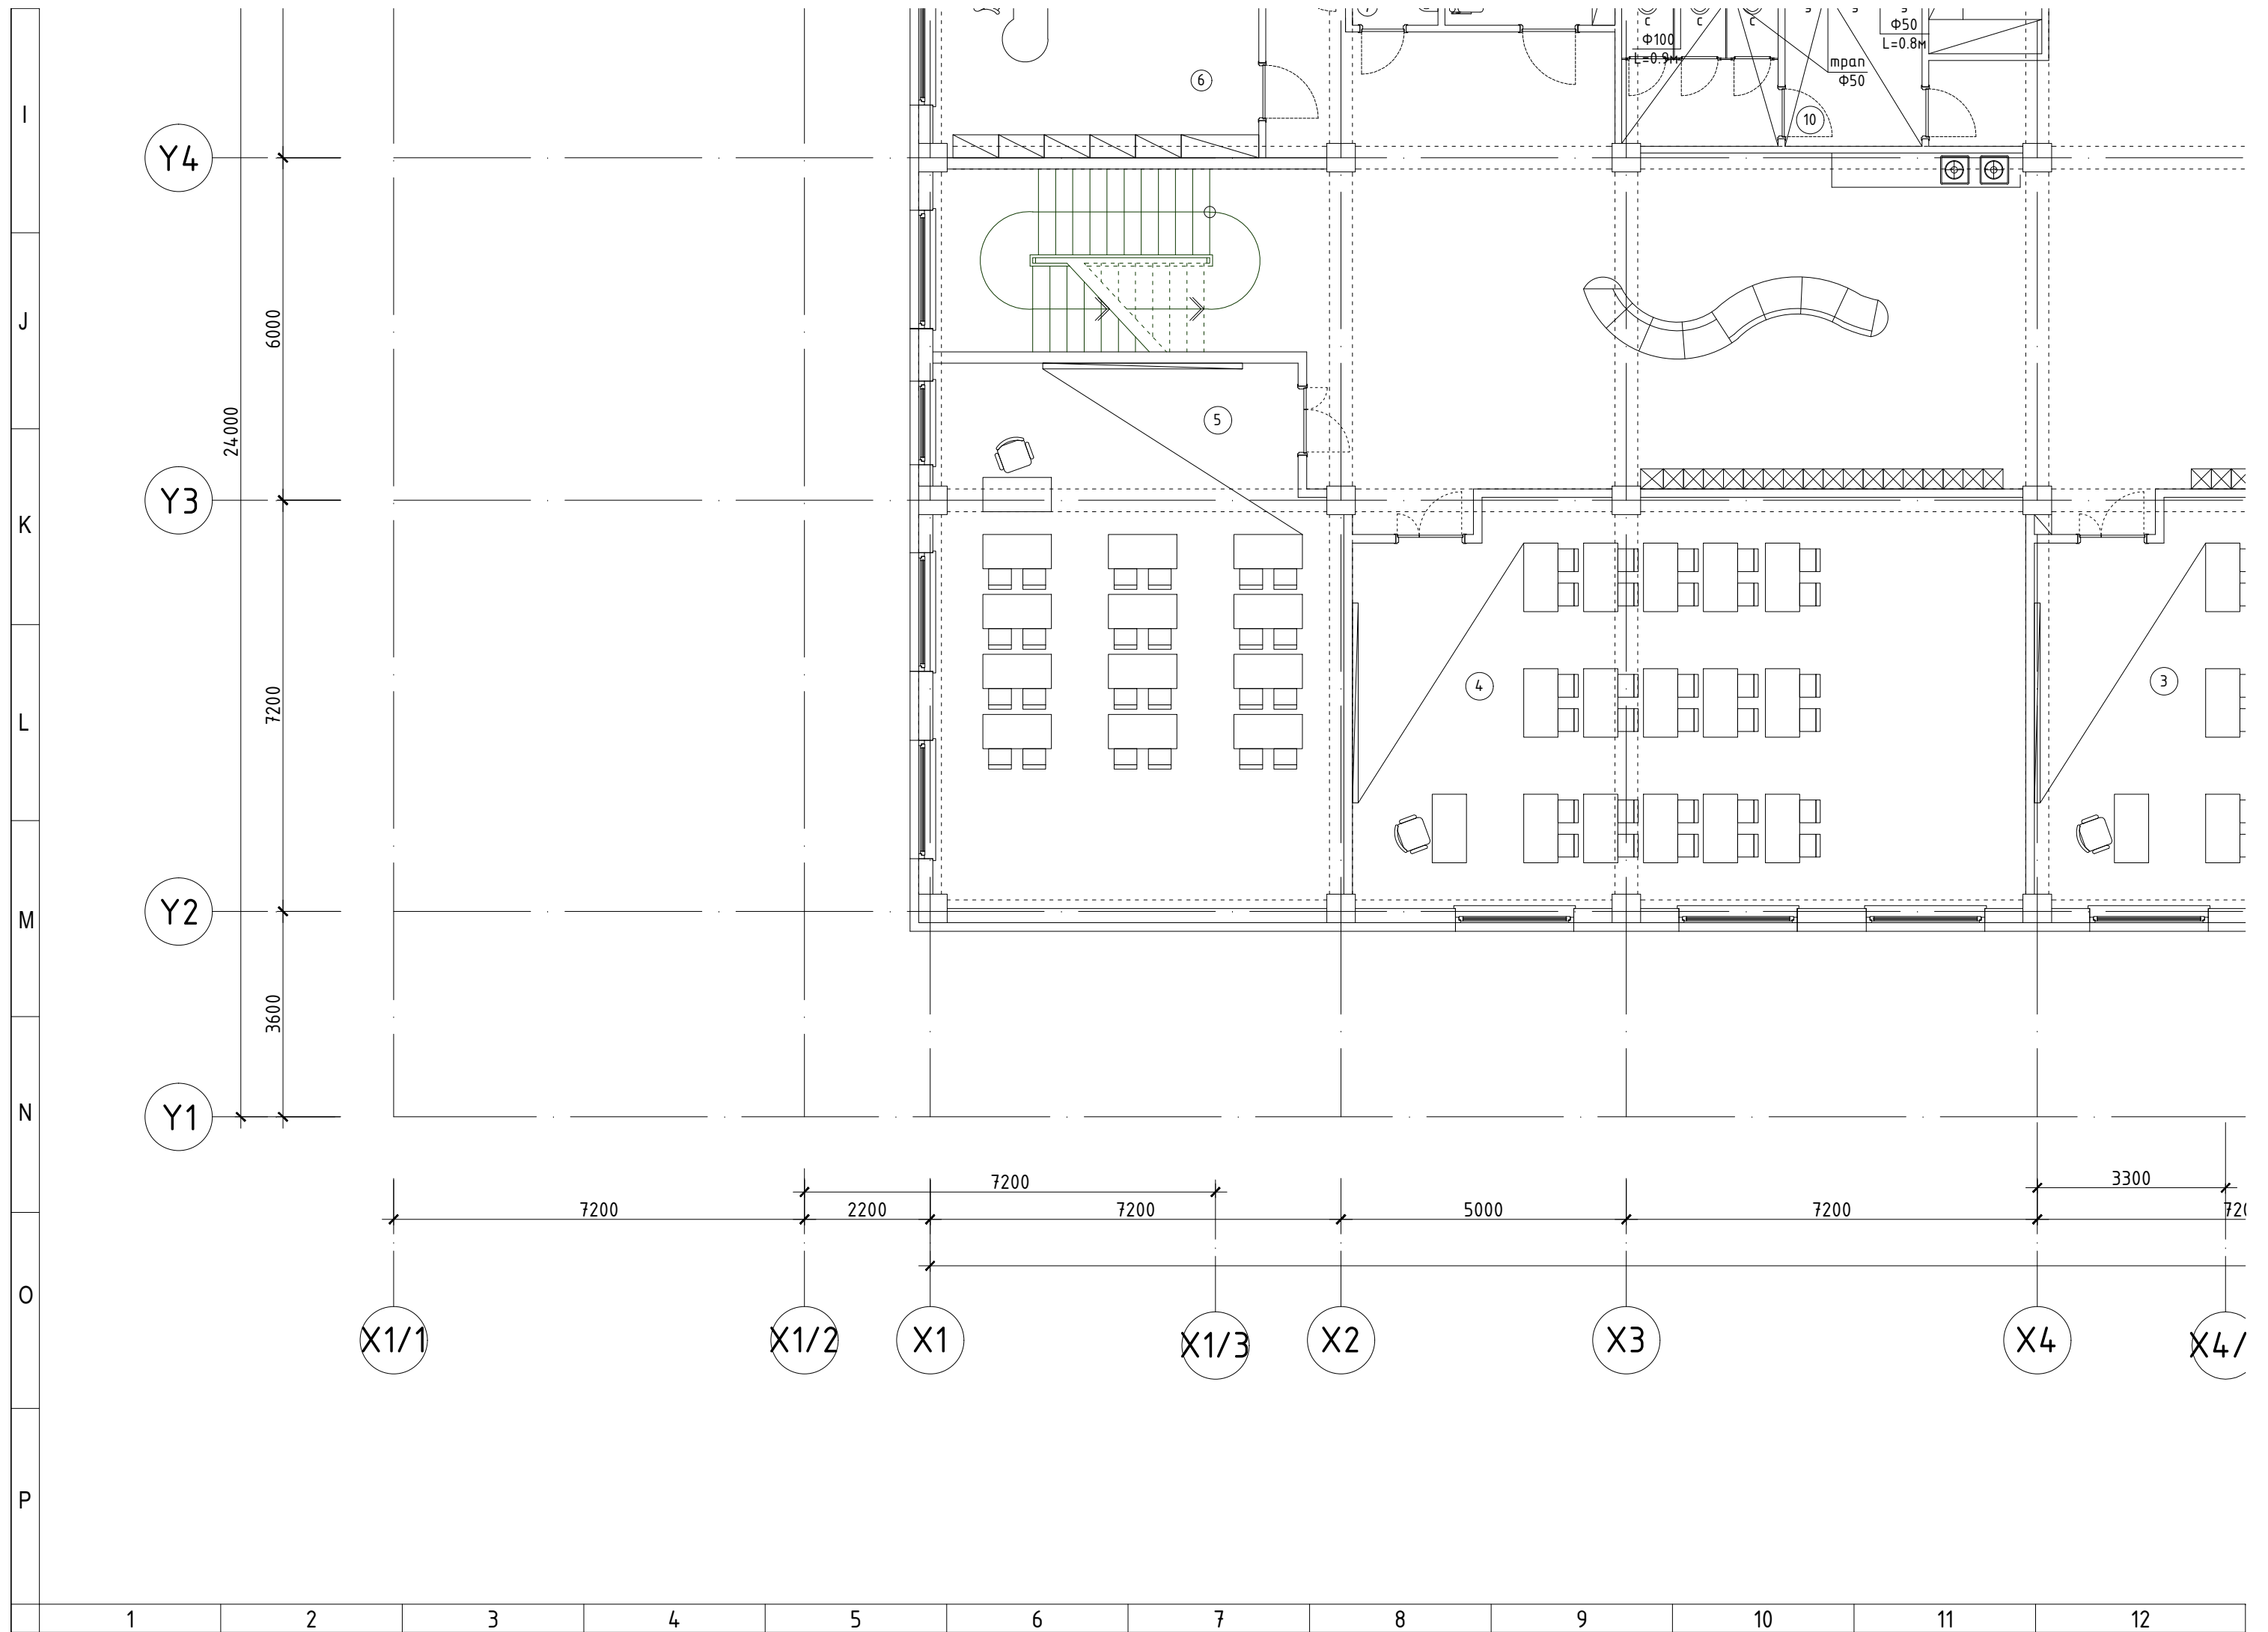 Φ50
L=0.8м
Φ100
L=0.9м
c
c
c
mpan
Φ50
6
10
I
Y4
J
6000
24000
5
Y3
K
7200
4
3
L
Y2
M
3600
Y1
N
7200
3300
7200
2200
7200
5000
7200
O
X1/1
X1/2
X1
X1/3
X2
X3
X4
X4/
P
1
2
3
4
5
6
7
8
9
10
11
12